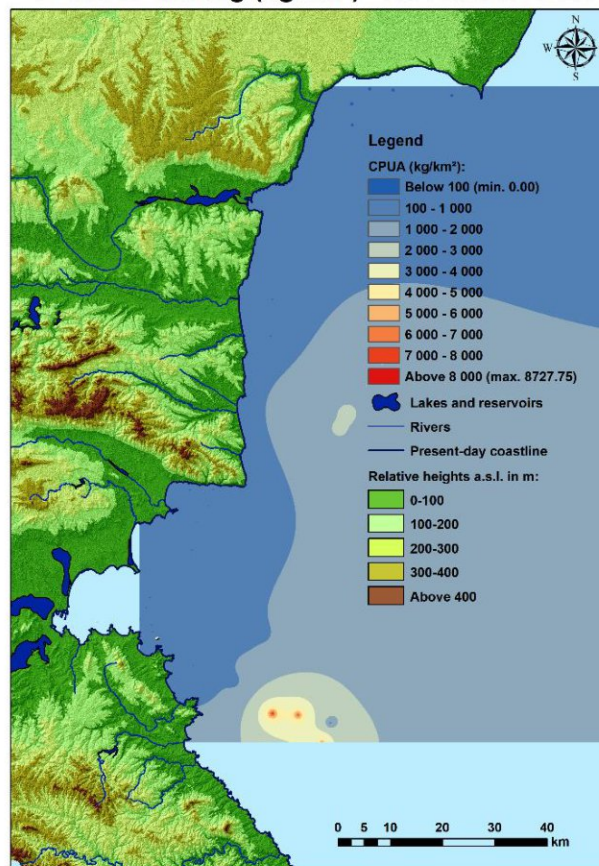 N
W E
S
Legend
CPUA (kg/km²):
Below 100 (min. 0.00)
100 - 1 000
1 000 - 2 000
2 000 - 3 000
3 000 - 4 000
4 000 - 5 000
5 000 - 6 000
6 000 - 7 000
7 000 - 8 000
Above 8 000 (max. 8727.75)
Lakes and reservoirs
Rivers
Present-day coastline
Relative heights a.s.l. in m:
0-100
100-200
200-300
300-400
Above 400
0 5 10 20 30 40
km